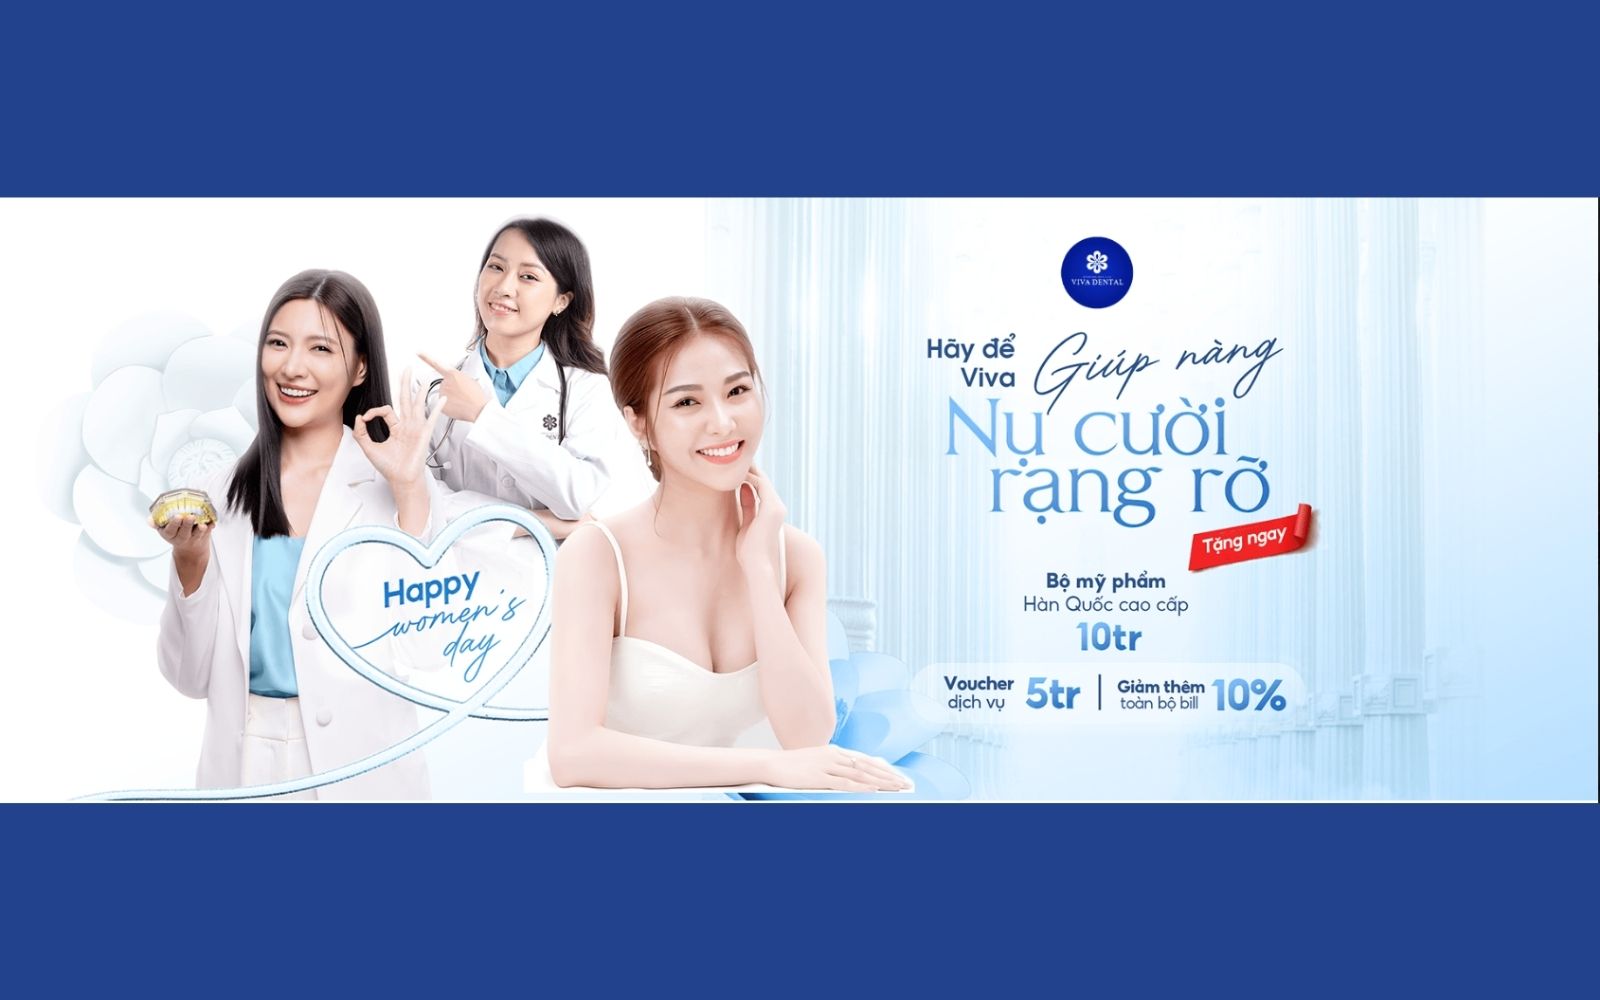 VIVA DENTAL
Hãy để
Viva
Giúp nàng
Nụ cười
rạng rỡ
Tặng ngay
Bộ mỹ phẩm
Hàn Quốc cao cấp
10tr
Voucher
dịch vụ
5tr
Giảm thêm
toàn bộ bill
10%
Happy
women's
day